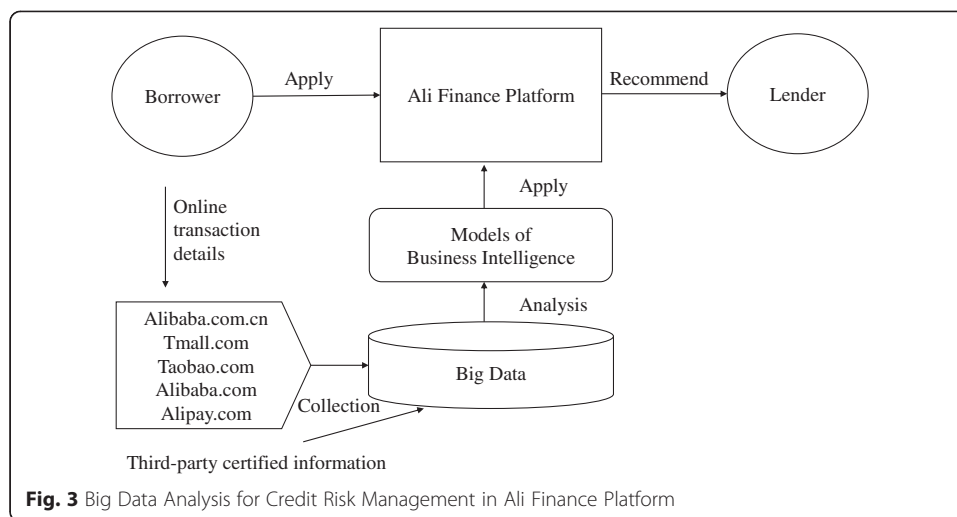 Borrower
Apply
Ali Finance Platform
Recommend
Lender
Online
transaction
details
Apply
Models of
Business Intelligence
Analysis
Alibaba.com.cn
Tmall.com
Taobao.com
Alibaba.com
Alipay.com
Collection
Big Data
Third-party certified information
Fig. 3 Big Data Analysis for Credit Risk Management in Ali Finance Platform